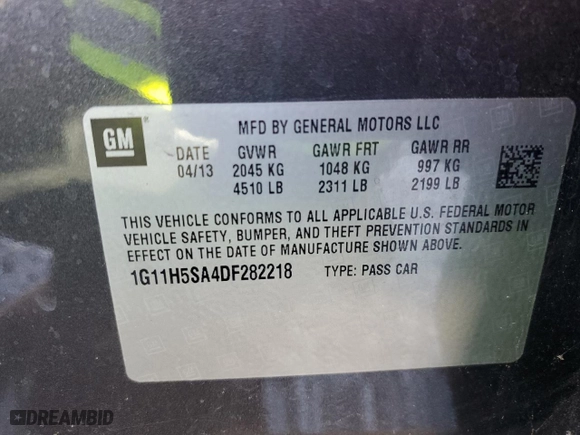 GM
MFD BY GENERAL MOTORS LLC
DATE GVWR GAWR FRT GAWR RR
04/13 2045 KG 1048 KG 997 KG
4510 LB 2311 LB 2199 LB
THIS VEHICLE CONFORMS TO ALL APPLICABLE U.S. FEDERAL MOTOR
VEHICLE SAFETY, BUMPER, AND THEFT PREVENTION STANDARDS IN
EFFECT ON THE DATE OF MANUFACTURE SHOWN ABOVE.
1G11H5SA4DF282218 TYPE: PASS CAR
DREAMBID